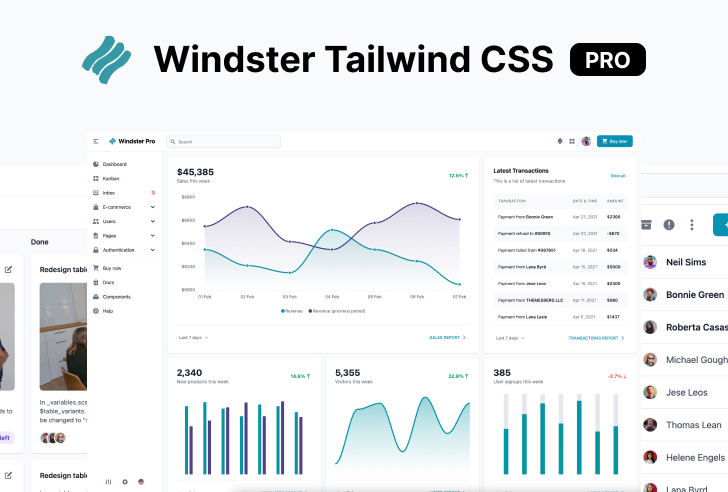 Windster Tailwind CSS PRO
Windster Pro
Search
Buy now
Dashboard
Kanban
Inbox
E-commerce
Users
Pages
Authentication
Buy now
Docs
Components
Help
$45,385
Sales this week
12.5% ↑
$6800
$6600
$6400
$6200
$6000
01 Feb 02 Feb 03 Feb 04 Feb 05 Feb 06 Feb 07 Feb
Revenue Revenue (previous period)
Last 7 days
SALES REPORT
Latest Transactions
This is a list of latest transactions
View all
TRANSACTION DATE & TIME AMOUNT
Payment from Bonnie Green Apr 23, 2021 $2300
Payment refund to #00910 Apr 23, 2021 -$670
Payment failed from #087651 Apr 18, 2021 $234
Payment from Lana Byrd Apr 15, 2021 $5000
Payment from Jese Leos Apr 15, 2021 $2300
Payment from THEMESBERG LLC Apr 11, 2021 $560
Payment from Lana Lysle Apr 6, 2021 $1437
Last 7 days
TRANSACTIONS REPORT
2,340
New products this week
14.6% ↑
5,355
Visitors this week
32.9% ↑
385
User signups this week
-2.7% ↓
Done
Redesign tabl
In _variables.sc
$table_variants.
be changed to "
left
Redesign tabl
Neil Sims
Bonnie Green
Roberta Casas
Michael Gough
Jese Leos
Thomas Lean
Helene Engels
Lana Byrd